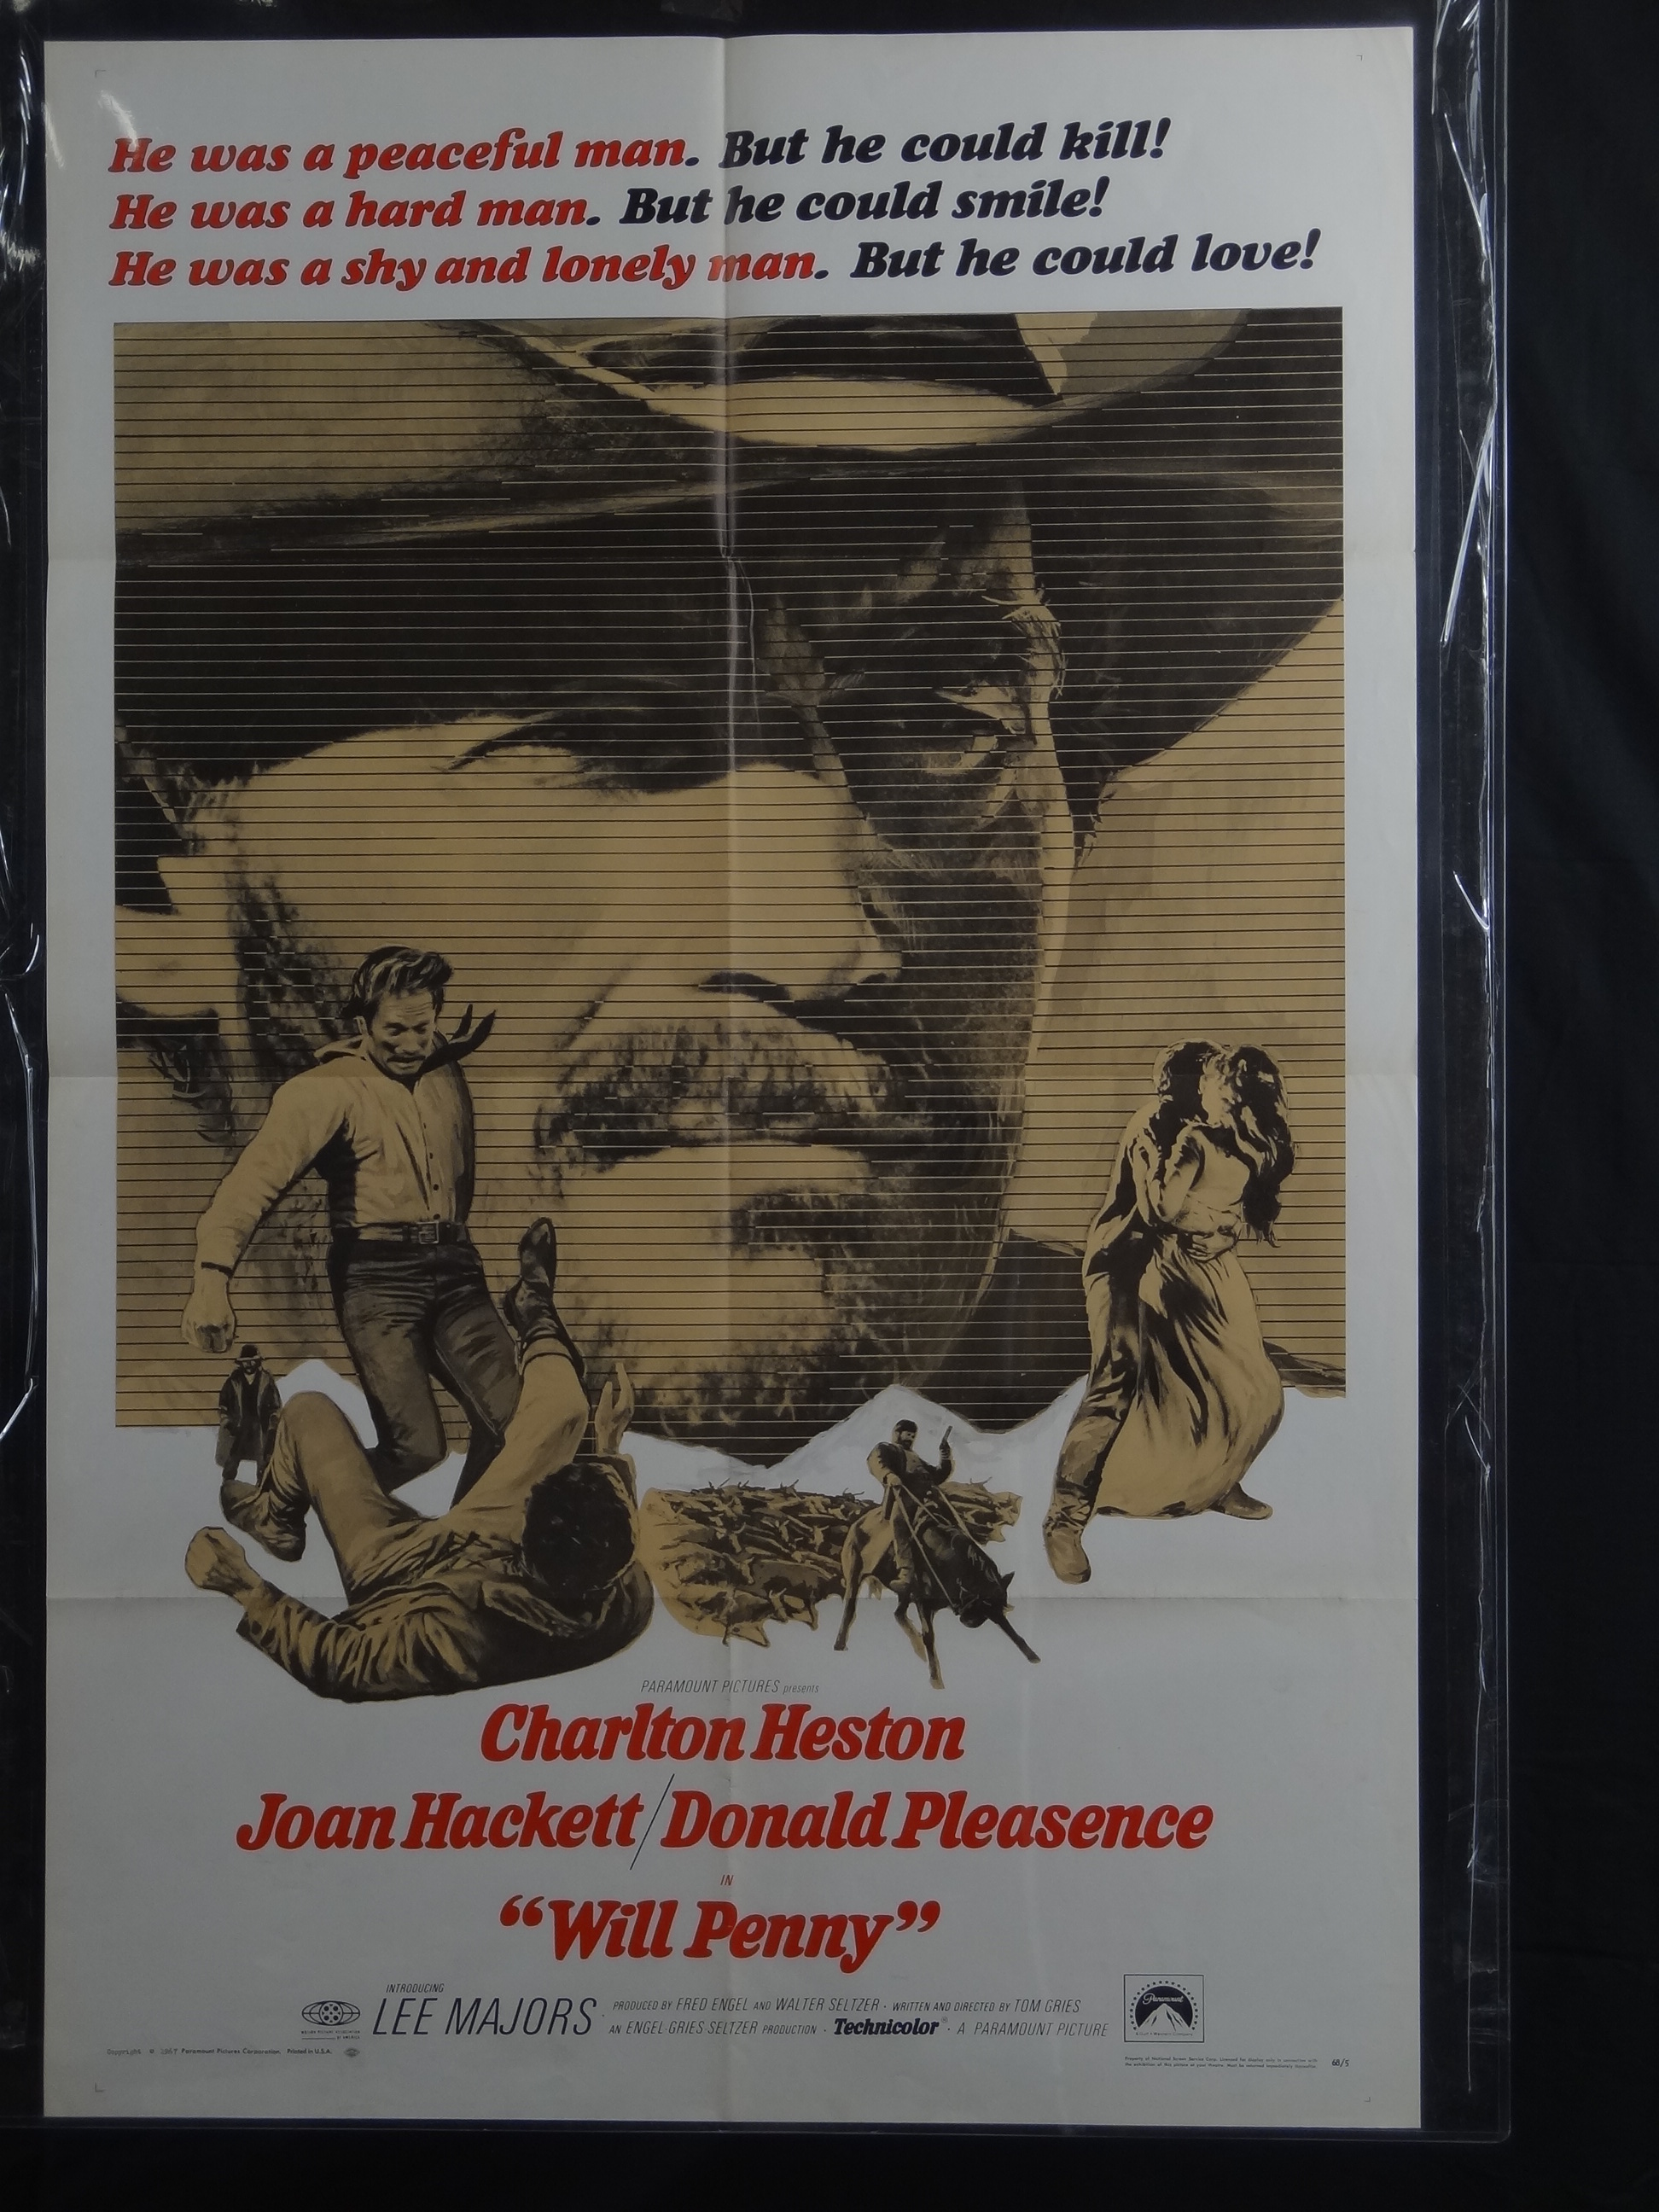 He was a peaceful man. But he could kill!
He was a hard man. But he could smile!
He was a shy and lonely man. But he could love!
PARAMOUNT PICTURES presents
Charlton Heston
Joan Hackett/Donald Pleasence
IN
“Will Penny”
INTRODUCING
LEE MAJORS
PRODUCED BY FRED ENGEL AND WALTER SELTZER · WRITTEN AND DIRECTED BY TOM GRIES
AN ENGEL-GRIES-SELTZER PRODUCTION · Technicolor® · A PARAMOUNT PICTURE
Paramount
Copyright © 1967 Paramount Pictures Corporation. Printed in U.S.A.
68/5